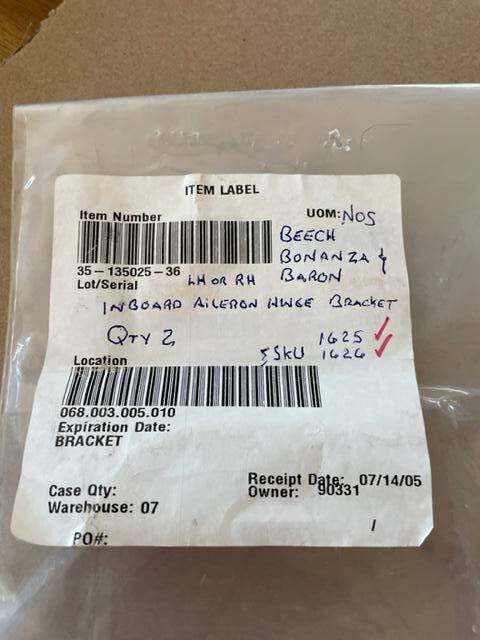 ITEM LABEL
Item Number
UOM: NOS
BEECH
BONANZA &
BARON
35-135025-36
Lot/Serial
LH OR RH
INBOARD AILERON HINGE BRACKET
QTY 2
1625 ✓
SKU 1626 ✓
Location
068.003.005.010
Expiration Date:
BRACKET
Receipt Date: 07/14/05
Case Qty:
Owner: 90331
Warehouse: 07
/
PO#: